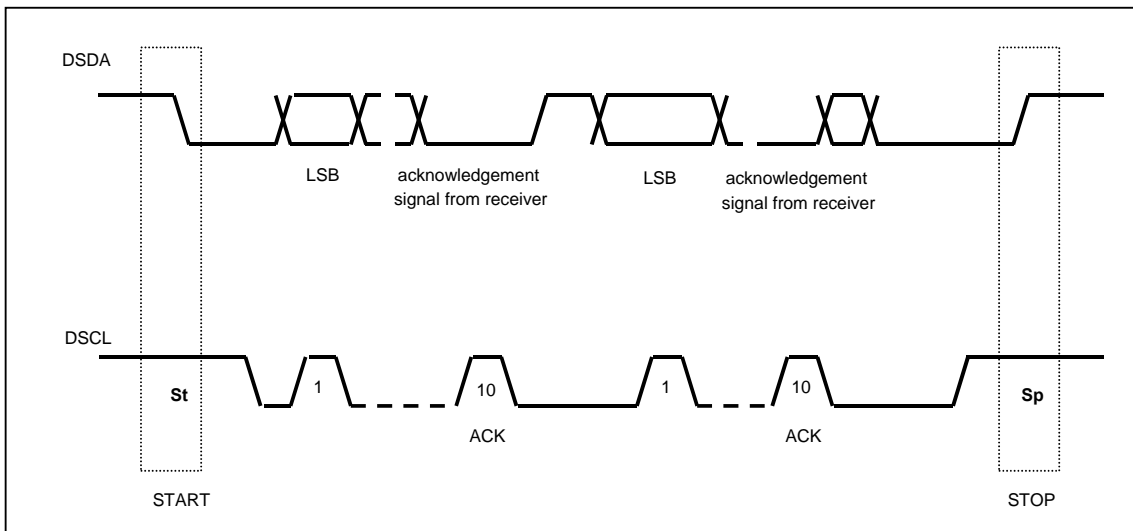 DSDA
LSB
acknowledgement
signal from receiver
LSB
acknowledgement
signal from receiver
DSCL
St
1
10
1
10
Sp
ACK
ACK
START
STOP